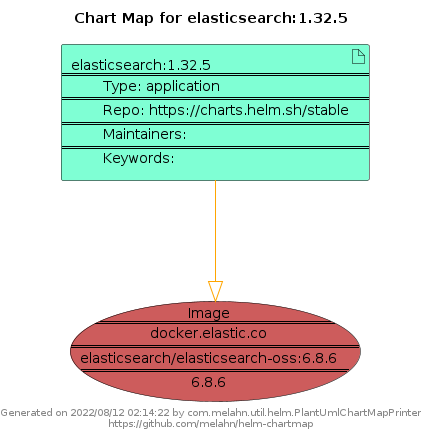 Chart Map for elasticsearch:1.32.5
elasticsearch:1.32.5
Type: application
Repo: https://charts.helm.sh/stable
Maintainers:
Keywords:
Image
docker.elastic.co
elasticsearch/elasticsearch-oss:6.8.6
6.8.6
Generated on 2022/08/12 02:14:22 by com.melahn.util.helm.PlantUmlChartMapPrinter
https://github.com/melahn/helm-chartmap